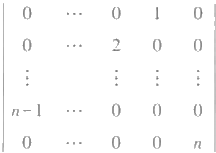 0 ⋯ 0 1 0
0 ⋯ 2 0 0
⋮ ⋮ ⋮ ⋮
n−1 ⋯ 0 0 0
0 ⋯ 0 0 n